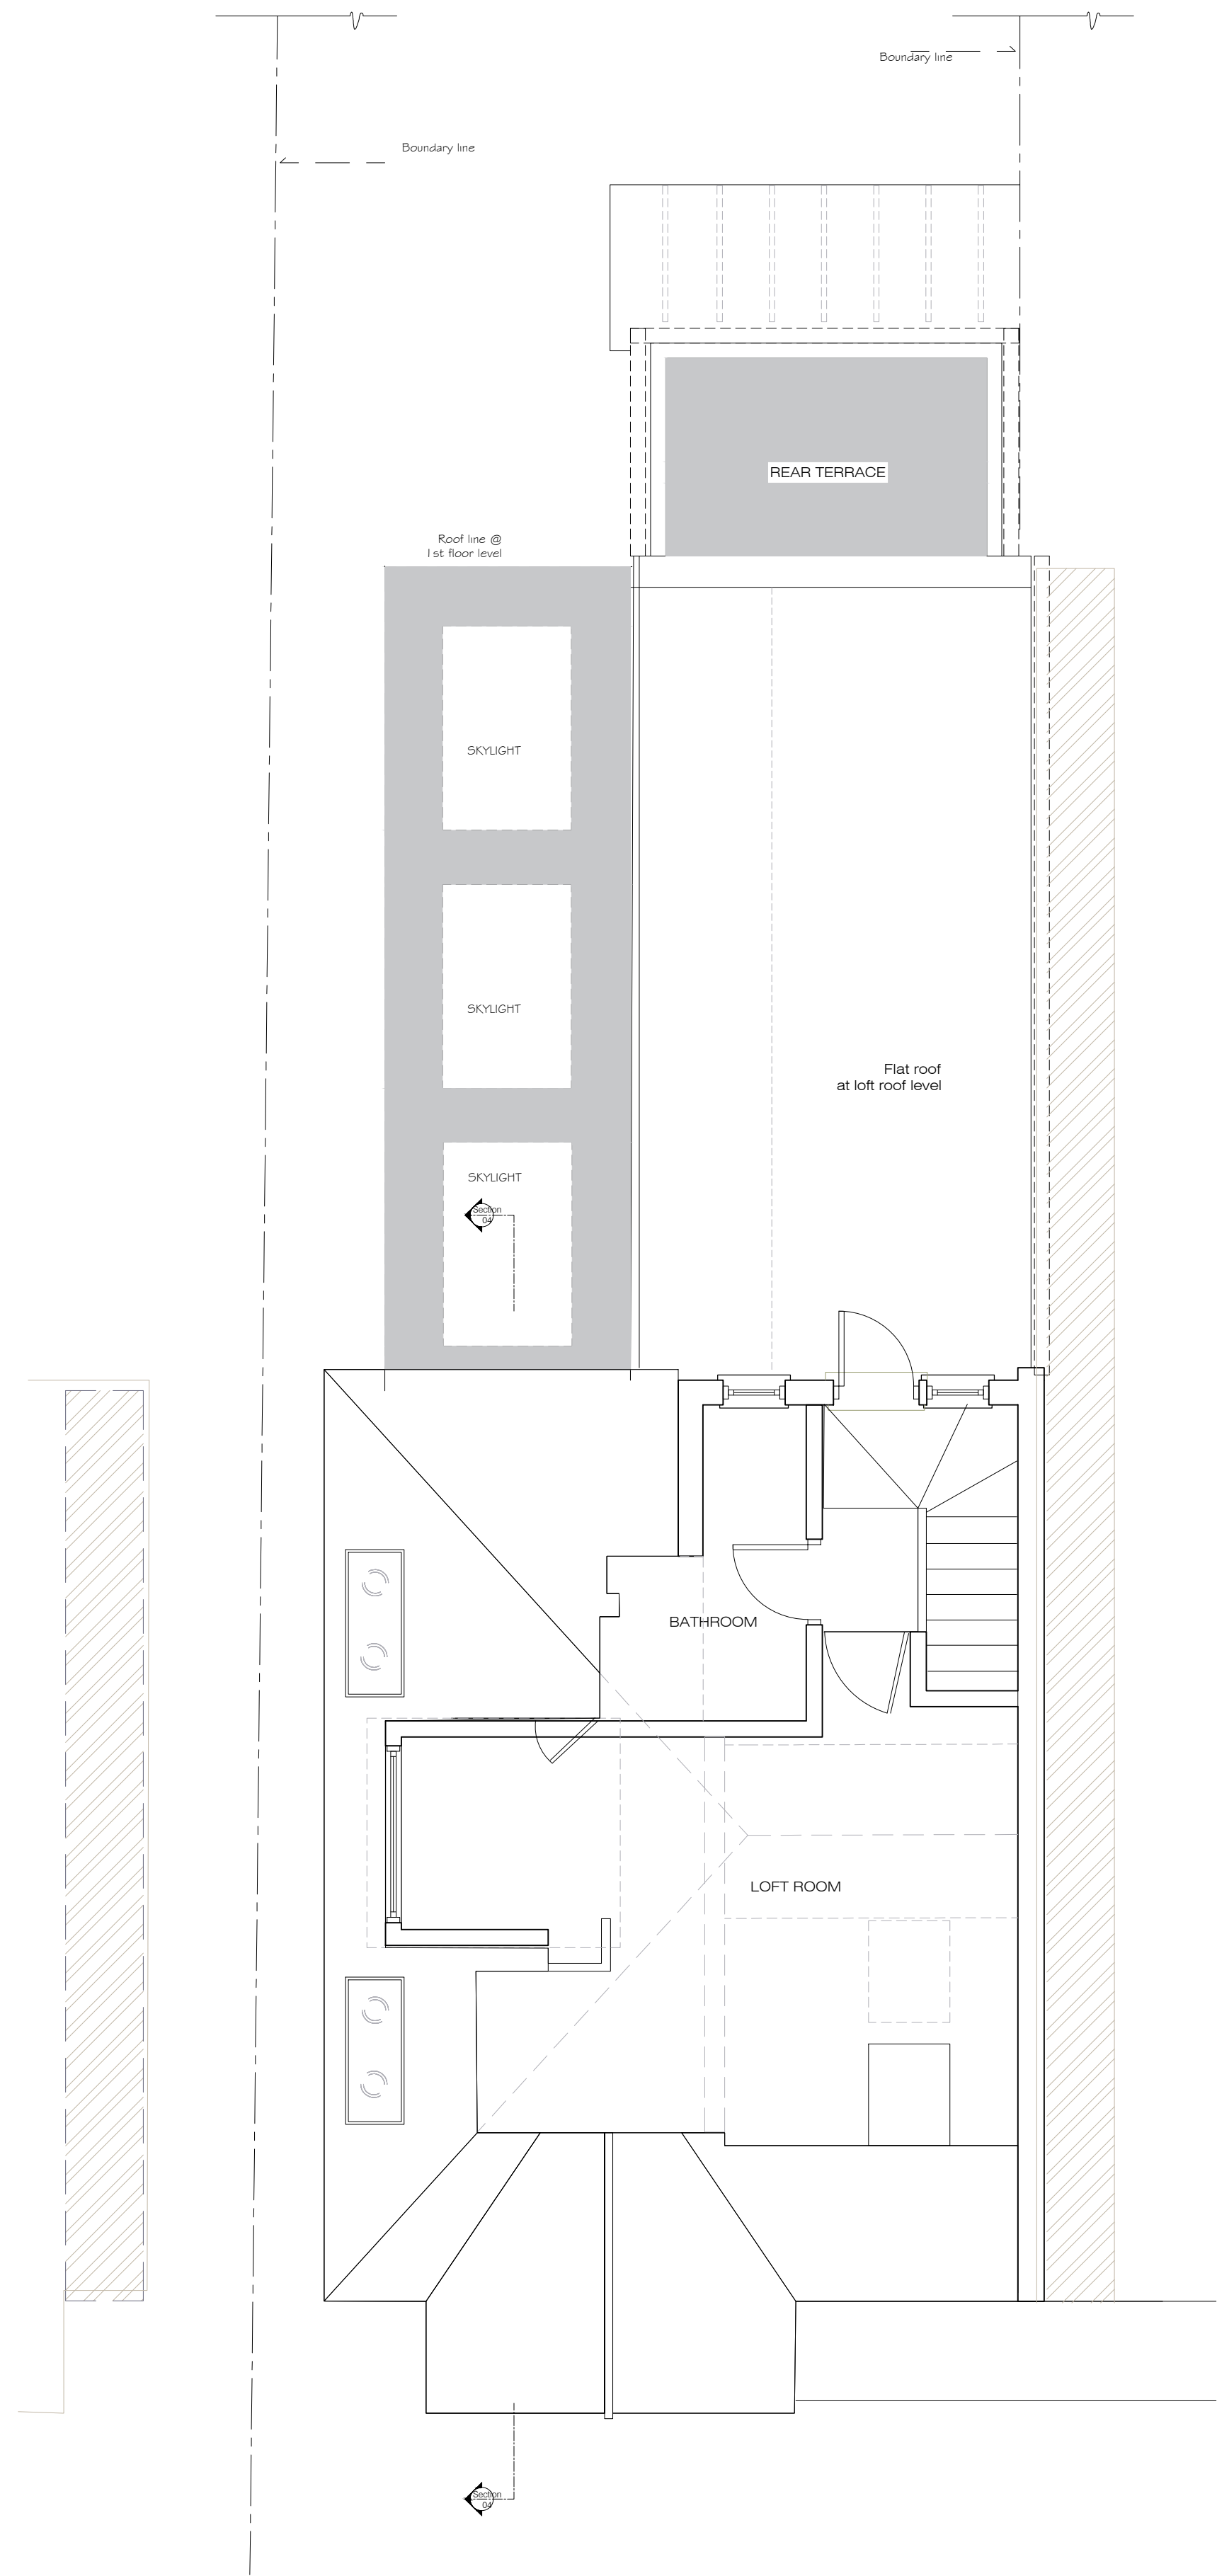 Boundary line
Boundary line
REAR TERRACE
Roof line @
1st floor level
SKYLIGHT
SKYLIGHT
Flat roof
at loft roof level
SKYLIGHT
Section
04
BATHROOM
LOFT ROOM
Section
04